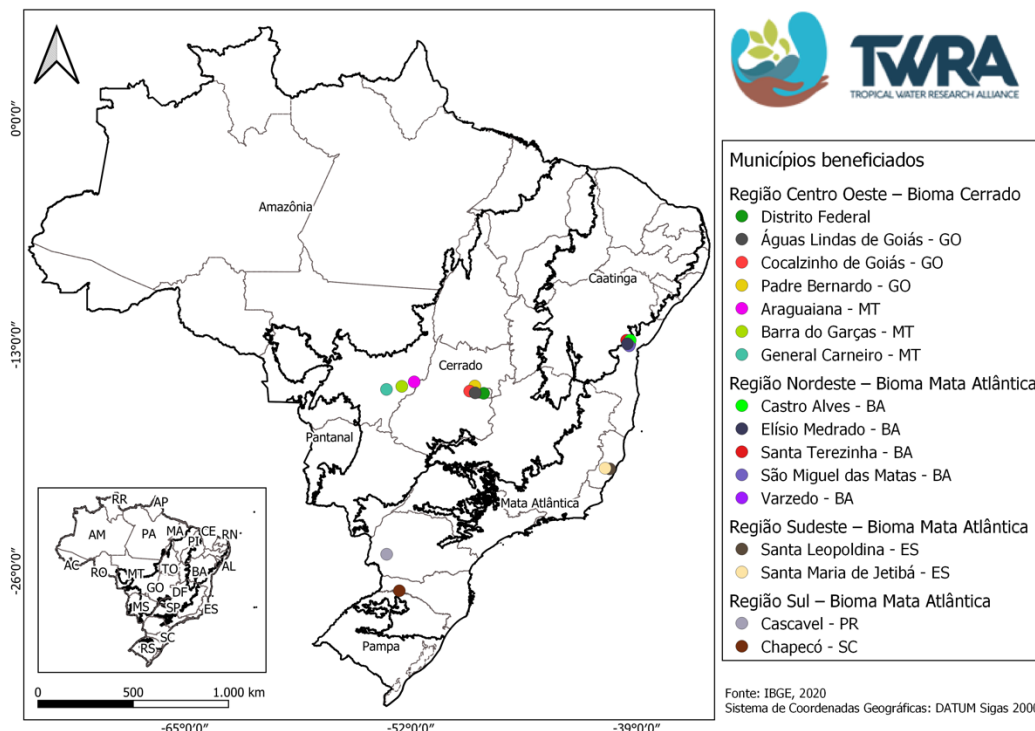 TWRA
TROPICAL WATER RESEARCH ALLIANCE
0°0'0"
-13°0'0"
-26°0'0"
-65°0'0"
-52°0'0"
-39°0'0"
Amazônia
Caatinga
Cerrado
Pantanal
Mata Atlântica
Pampa
RR
AP
AM
PA
MA
CE
RN
PI
AC
RO
MT
TO
BA
AL
GO
DF
MS
SP
ES
SC
RS
0 500 1.000 km
Municípios beneficiados
Região Centro Oeste – Bioma Cerrado
Distrito Federal
Águas Lindas de Goiás - GO
Cocalzinho de Goiás - GO
Padre Bernardo - GO
Araguaiana - MT
Barra do Garças - MT
General Carneiro - MT
Região Nordeste – Bioma Mata Atlântica
Castro Alves - BA
Elísio Medrado - BA
Santa Terezinha - BA
São Miguel das Matas - BA
Varzedo - BA
Região Sudeste – Bioma Mata Atlântica
Santa Leopoldina - ES
Santa Maria de Jetibá - ES
Região Sul – Bioma Mata Atlântica
Cascavel - PR
Chapecó - SC
Fonte: IBGE, 2020
Sistema de Coordenadas Geográficas: DATUM Sigas 2000